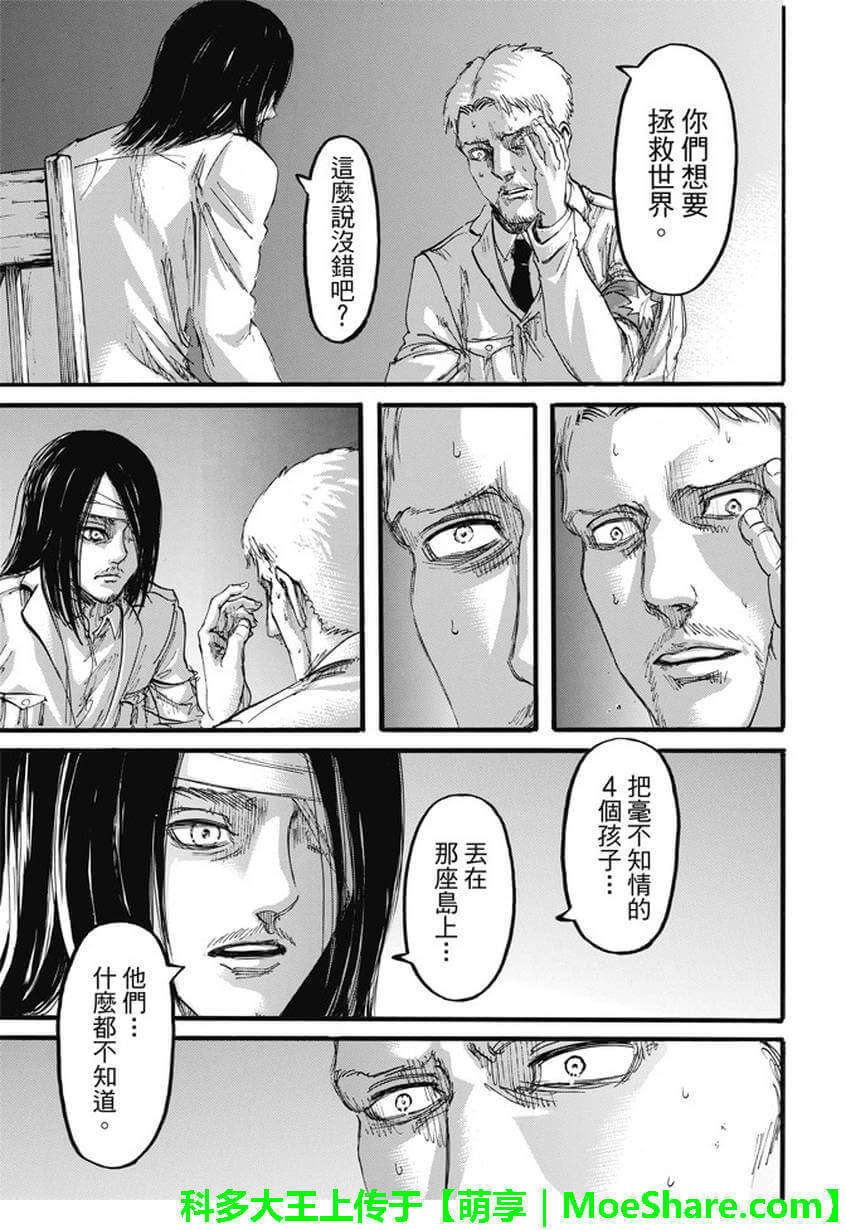 你們想要
拯救世界。
這麼說沒錯吧？
把毫不知情的
4個孩子…
丟在
那座島上…
他們…
什麼都不知道。
科多大王上传于【萌享｜MoeShare.com】